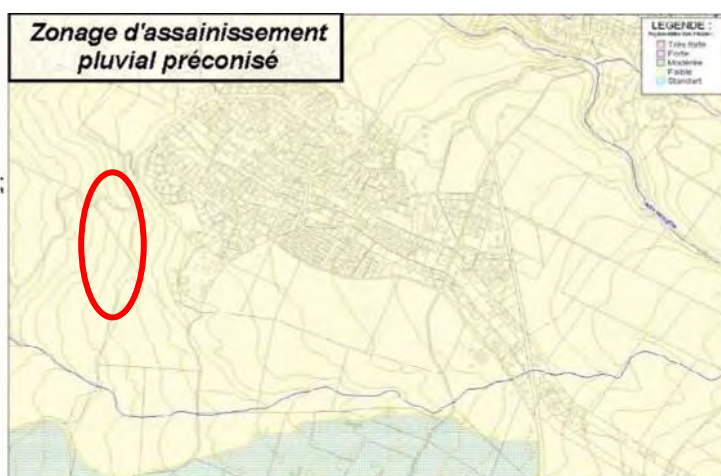 Zonage d'assainissement
pluvial préconisé
LEGENDE :
Très forte
Forte
Modérée
Faible
Standart